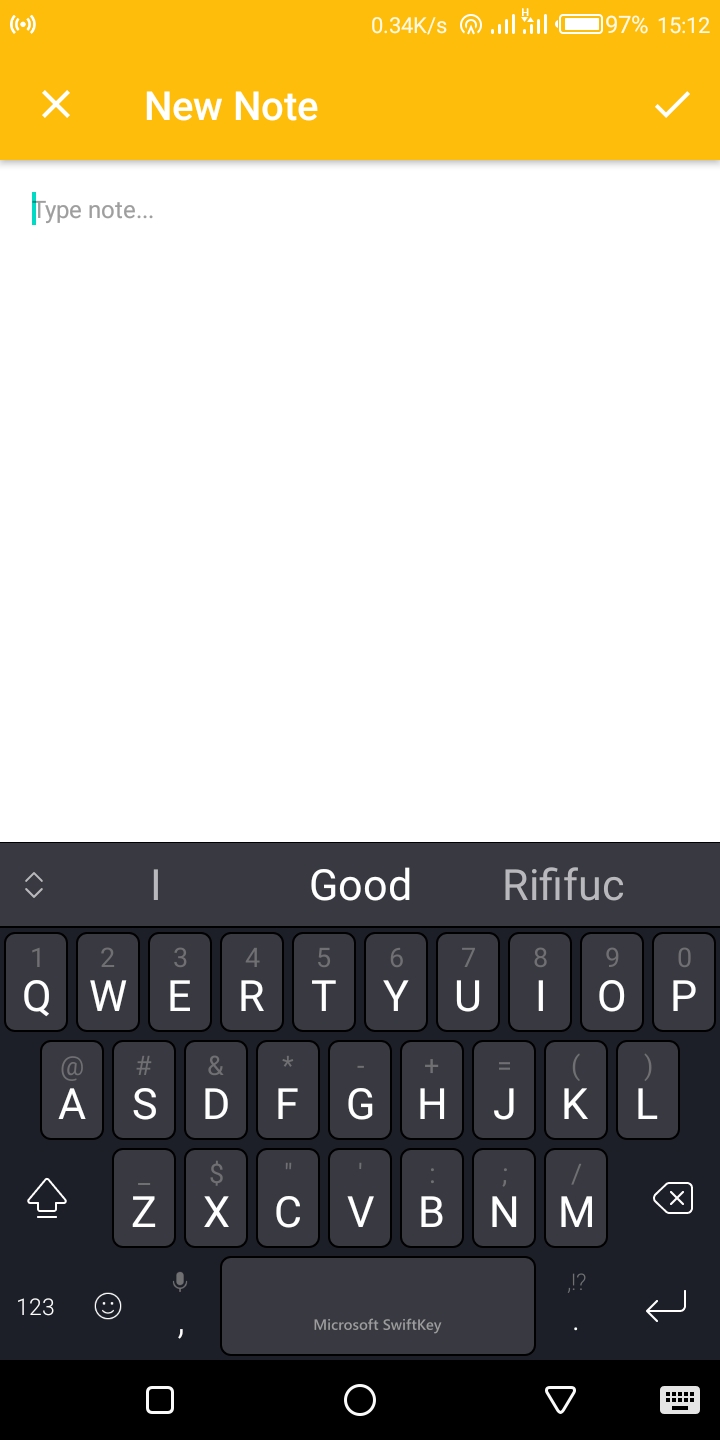 0.34K/s H 97% 15:12
New Note
Type note...
I Good Rififuc
1 2 3 4 5 6 7 8 9 0
Q W E R T Y U I O P
@ # & * - + = ( )
A S D F G H J K L
_ $ " ' : ; /
Z X C V B N M
,!?
123 , Microsoft SwiftKey .